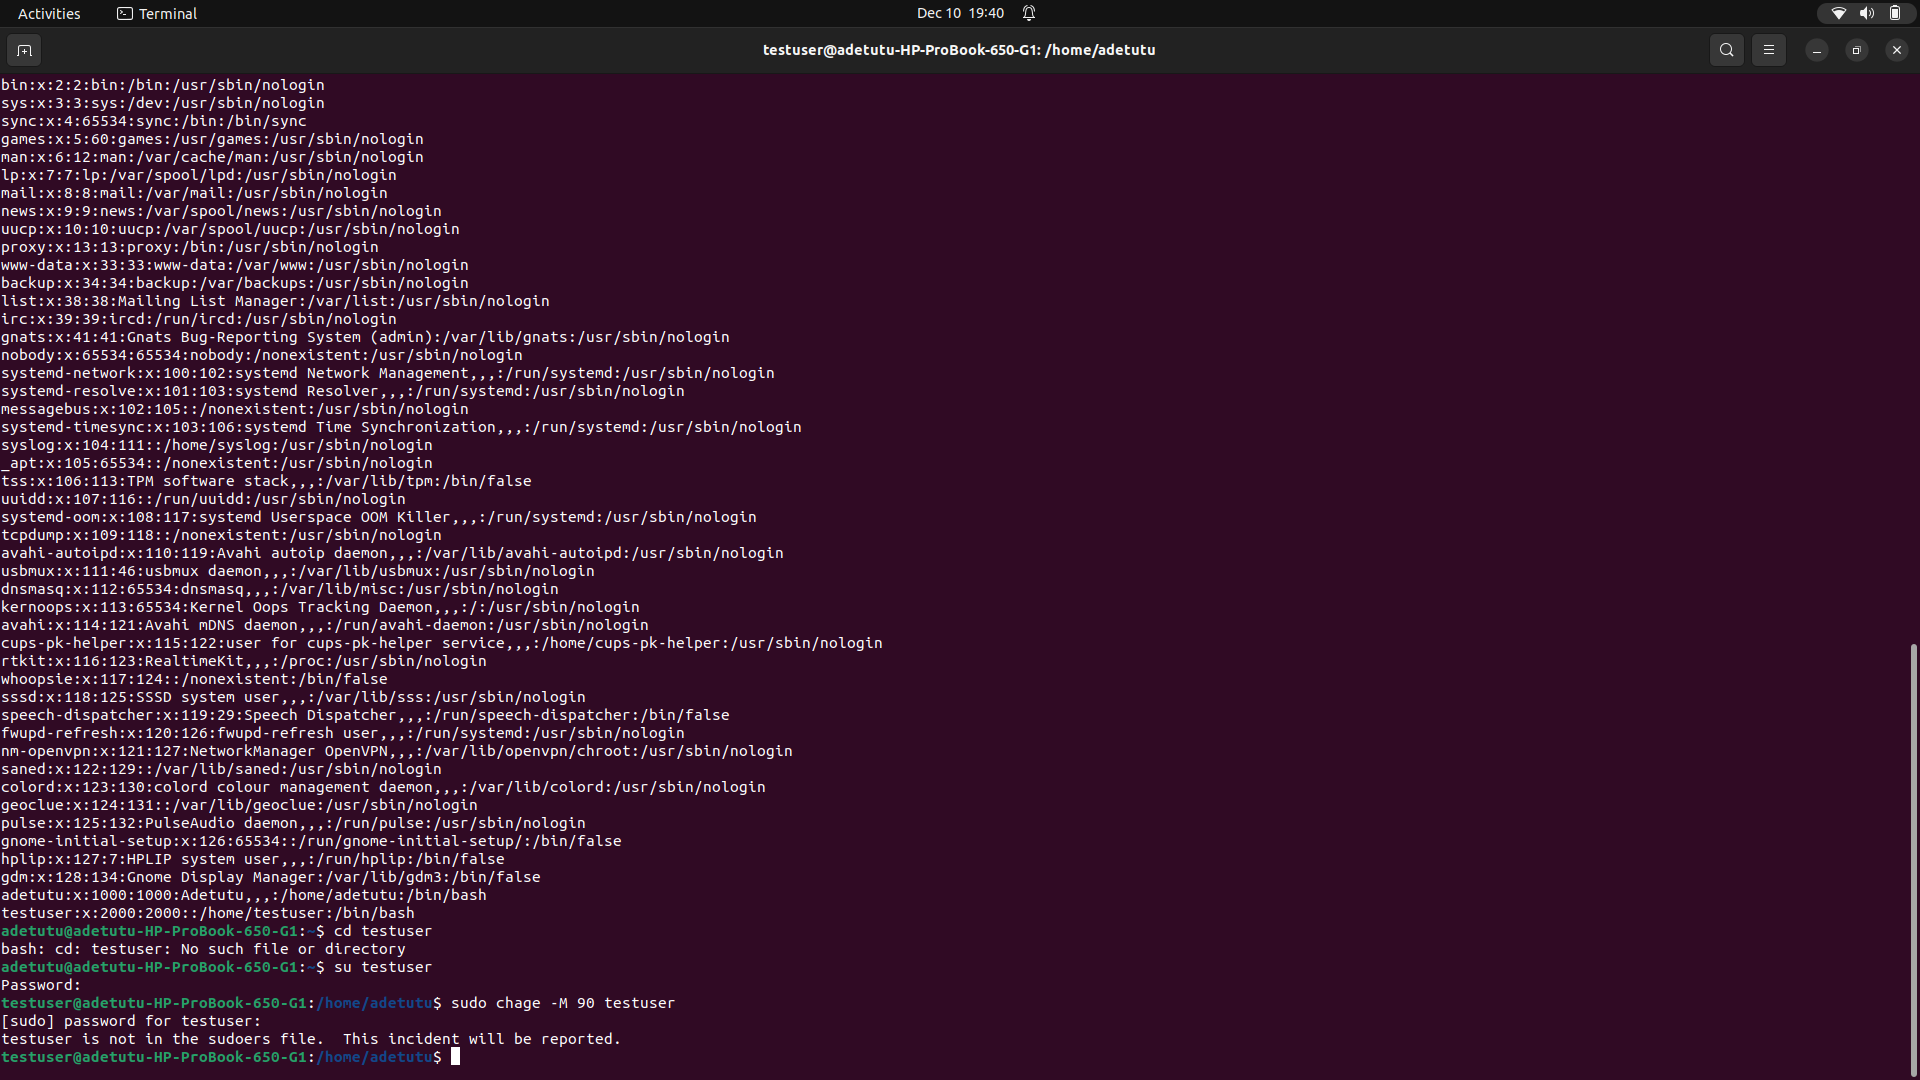 Activities Terminal Dec 10 19:40
testuser@adetutu-HP-ProBook-650-G1: /home/adetutu
bin:x:2:2:bin:/bin:/usr/sbin/nologin
sys:x:3:3:sys:/dev:/usr/sbin/nologin
sync:x:4:65534:sync:/bin:/bin/sync
games:x:5:60:games:/usr/games:/usr/sbin/nologin
man:x:6:12:man:/var/cache/man:/usr/sbin/nologin
lp:x:7:7:lp:/var/spool/lpd:/usr/sbin/nologin
mail:x:8:8:mail:/var/mail:/usr/sbin/nologin
news:x:9:9:news:/var/spool/news:/usr/sbin/nologin
uucp:x:10:10:uucp:/var/spool/uucp:/usr/sbin/nologin
proxy:x:13:13:proxy:/bin:/usr/sbin/nologin
www-data:x:33:33:www-data:/var/www:/usr/sbin/nologin
backup:x:34:34:backup:/var/backups:/usr/sbin/nologin
list:x:38:38:Mailing List Manager:/var/list:/usr/sbin/nologin
irc:x:39:39:ircd:/run/ircd:/usr/sbin/nologin
gnats:x:41:41:Gnats Bug-Reporting System (admin):/var/lib/gnats:/usr/sbin/nologin
nobody:x:65534:65534:nobody:/nonexistent:/usr/sbin/nologin
systemd-network:x:100:102:systemd Network Management,,,:/run/systemd:/usr/sbin/nologin
systemd-resolve:x:101:103:systemd Resolver,,,:/run/systemd:/usr/sbin/nologin
messagebus:x:102:105::/nonexistent:/usr/sbin/nologin
systemd-timesync:x:103:106:systemd Time Synchronization,,,:/run/systemd:/usr/sbin/nologin
syslog:x:104:111::/home/syslog:/usr/sbin/nologin
_apt:x:105:65534::/nonexistent:/usr/sbin/nologin
tss:x:106:113:TPM software stack,,,:/var/lib/tpm:/bin/false
uuidd:x:107:116::/run/uuidd:/usr/sbin/nologin
systemd-oom:x:108:117:systemd Userspace OOM Killer,,,:/run/systemd:/usr/sbin/nologin
tcpdump:x:109:118::/nonexistent:/usr/sbin/nologin
avahi-autoipd:x:110:119:Avahi autoip daemon,,,:/var/lib/avahi-autoipd:/usr/sbin/nologin
usbmux:x:111:46:usbmux daemon,,,:/var/lib/usbmux:/usr/sbin/nologin
dnsmasq:x:112:65534:dnsmasq,,,:/var/lib/misc:/usr/sbin/nologin
kernoops:x:113:65534:Kernel Oops Tracking Daemon,,,:/:/usr/sbin/nologin
avahi:x:114:121:Avahi mDNS daemon,,,:/run/avahi-daemon:/usr/sbin/nologin
cups-pk-helper:x:115:122:user for cups-pk-helper service,,,:/home/cups-pk-helper:/usr/sbin/nologin
rtkit:x:116:123:RealtimeKit,,,:/proc:/usr/sbin/nologin
whoopsie:x:117:124::/nonexistent:/bin/false
sssd:x:118:125:SSSD system user,,,:/var/lib/sss:/usr/sbin/nologin
speech-dispatcher:x:119:29:Speech Dispatcher,,,:/run/speech-dispatcher:/bin/false
fwupd-refresh:x:120:126:fwupd-refresh user,,,:/run/systemd:/usr/sbin/nologin
nm-openvpn:x:121:127:NetworkManager OpenVPN,,,:/var/lib/openvpn/chroot:/usr/sbin/nologin
saned:x:122:129::/var/lib/saned:/usr/sbin/nologin
colord:x:123:130:colord colour management daemon,,,:/var/lib/colord:/usr/sbin/nologin
geoclue:x:124:131::/var/lib/geoclue:/usr/sbin/nologin
pulse:x:125:132:PulseAudio daemon,,,:/run/pulse:/usr/sbin/nologin
gnome-initial-setup:x:126:65534::/run/gnome-initial-setup/:/bin/false
hplip:x:127:7:HPLIP system user,,,:/run/hplip:/bin/false
gdm:x:128:134:Gnome Display Manager:/var/lib/gdm3:/bin/false
adetutu:x:1000:1000:Adetutu,,,:/home/adetutu:/bin/bash
testuser:x:2000:2000::/home/testuser:/bin/bash
adetutu@adetutu-HP-ProBook-650-G1:~$ cd testuser
bash: cd: testuser: No such file or directory
adetutu@adetutu-HP-ProBook-650-G1:~$ su testuser
Password:
testuser@adetutu-HP-ProBook-650-G1:/home/adetutu$ sudo chage -M 90 testuser
[sudo] password for testuser:
testuser is not in the sudoers file.  This incident will be reported.
testuser@adetutu-HP-ProBook-650-G1:/home/adetutu$